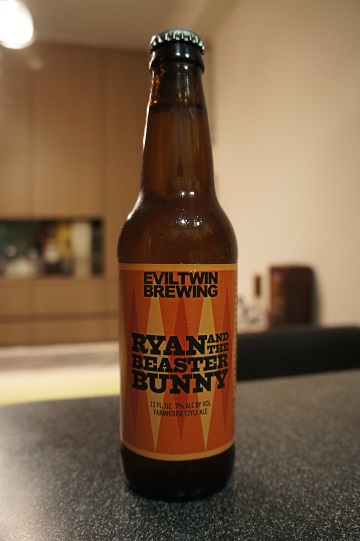 EVILTWIN
BREWING
RYAN AND THE
BEASTER
BUNNY
12 FL. OZ. 7% ALC BY VOL
FARMHOUSE STYLE ALE